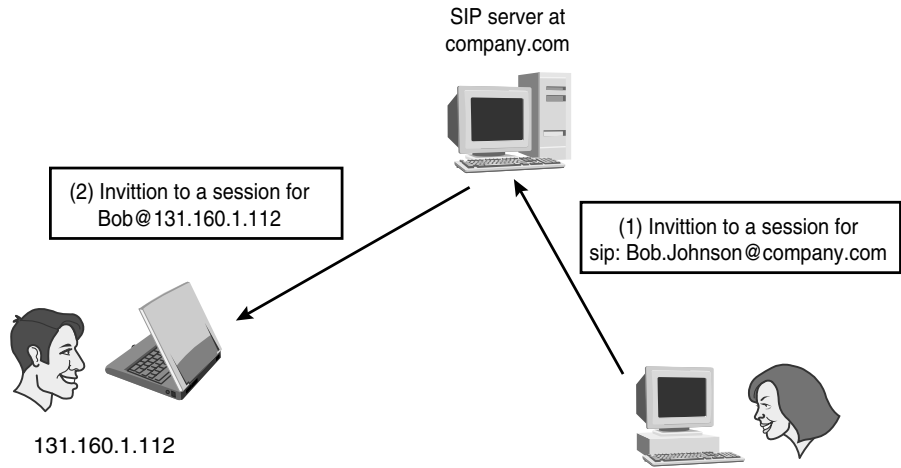 SIP server at
company.com
(2) Invittion to a session for
Bob@131.160.1.112
(1) Invittion to a session for
sip: Bob.Johnson@company.com
131.160.1.112